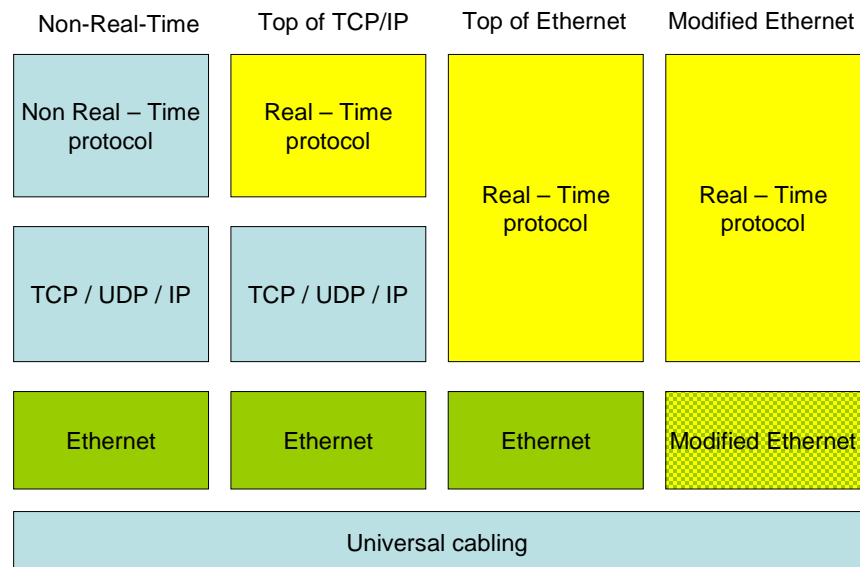 Non-Real-Time
Top of TCP/IP
Top of Ethernet
Modified Ethernet
Non Real – Time
protocol
Real – Time
protocol
Real – Time
protocol
Real – Time
protocol
TCP / UDP / IP
TCP / UDP / IP
Ethernet
Ethernet
Ethernet
Modified Ethernet
Universal cabling